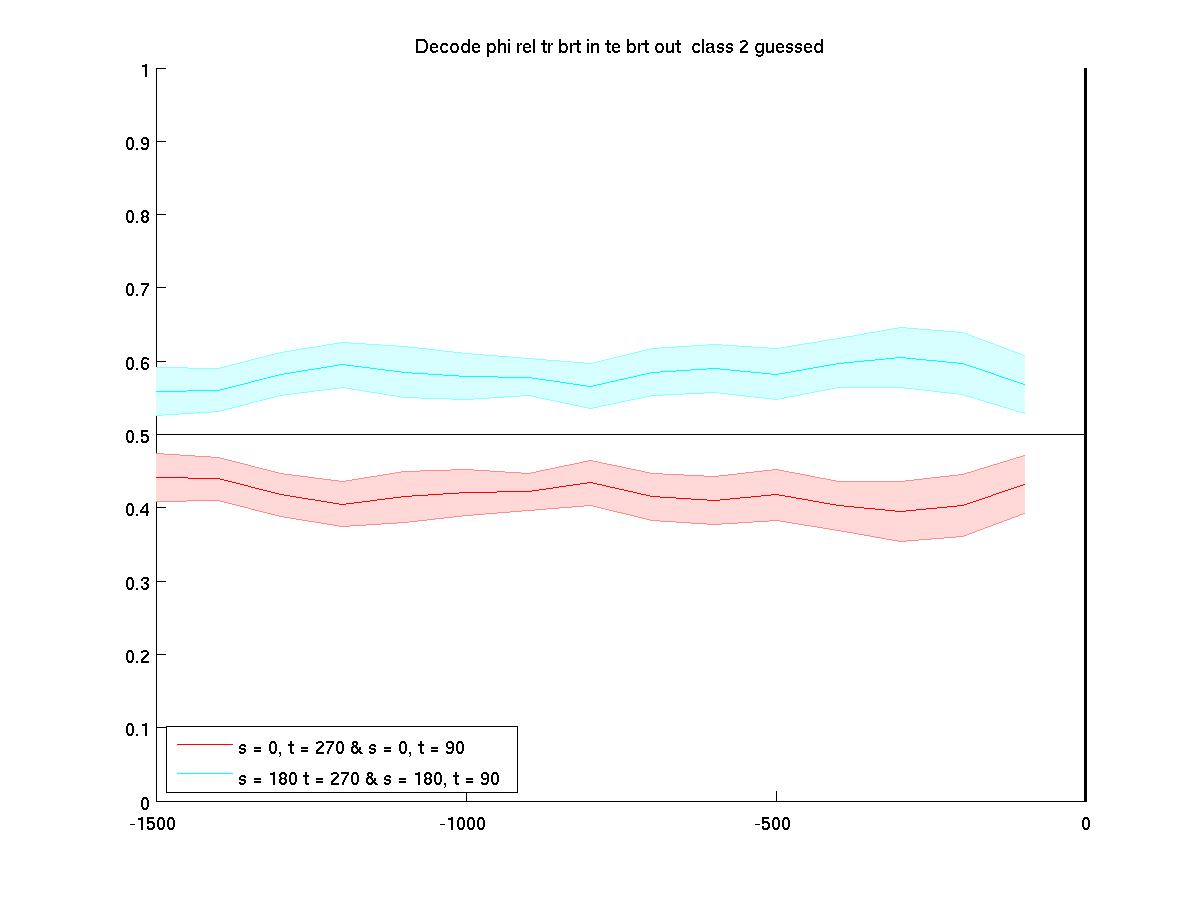 Decode phi rel tr brt in te brt out  class 2 guessed
1
0.9
0.8
0.7
0.6
0.5
0.4
0.3
0.2
0.1
0
s = 0, t = 270 & s = 0, t = 90
s = 180 t = 270 & s = 180, t = 90
-1500 -1000 -500 0